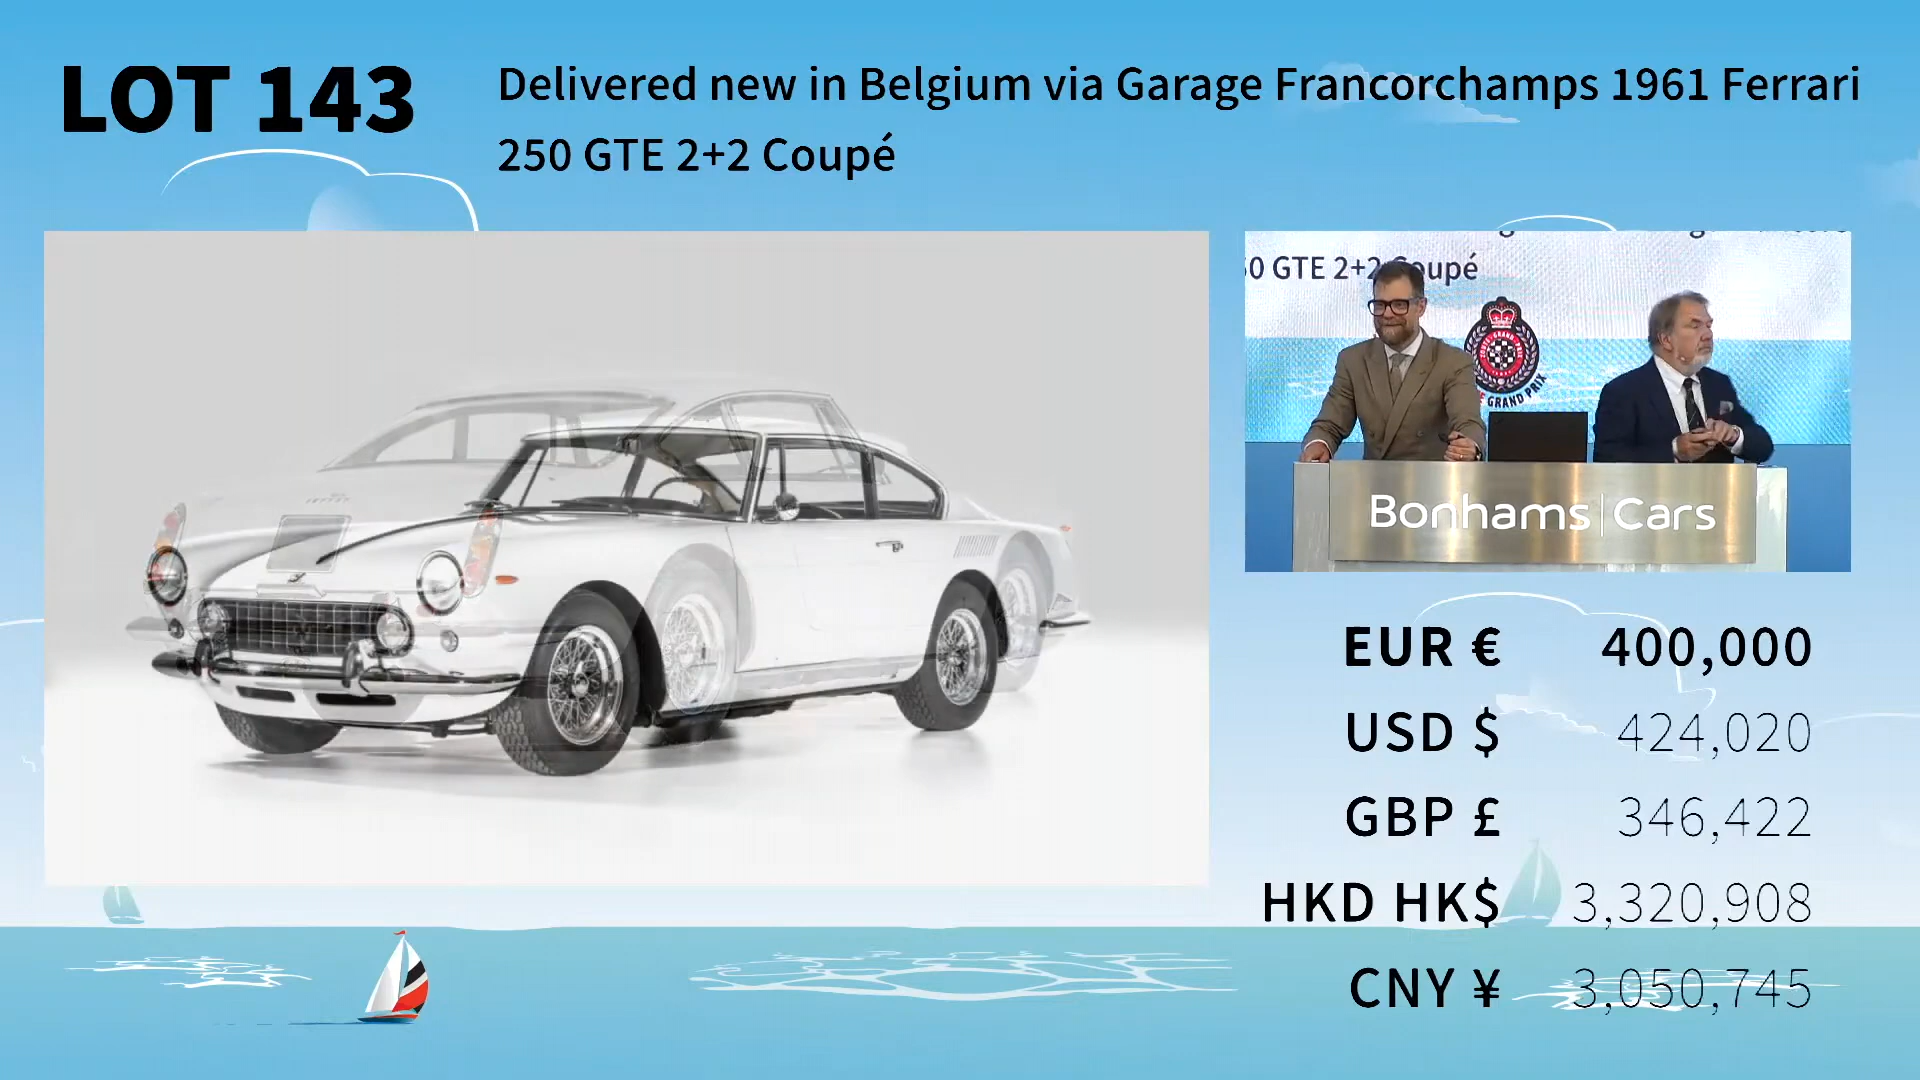 LOT 143
Delivered new in Belgium via Garage Francorchamps 1961 Ferrari
250 GTE 2+2 Coupé
0 GTE 2+2 Coupé
GRAND PRIX
Bonhams|Cars
EUR € 400,000
USD $ 424,020
GBP £ 346,422
HKD HK$ 3,320,908
CNY ¥ 3,050,745